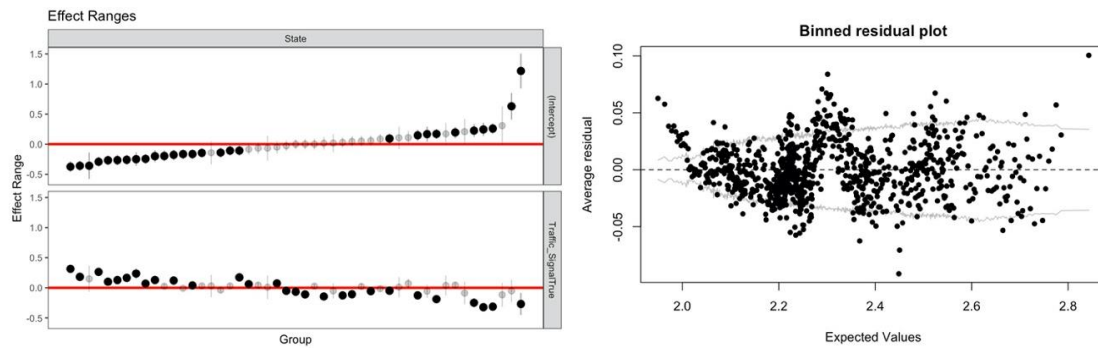 Effect Ranges
State
1.5
1.0
0.5
0.0
-0.5
(Intercept)
1.5
1.0
0.5
0.0
-0.5
Traffic_SignalTrue
Effect Range
Group
Binned residual plot
0.10
0.05
0.00
-0.05
Average residual
2.0 2.2 2.4 2.6 2.8
Expected Values